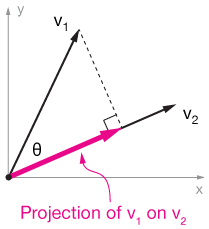 y
v₁
v₂
θ
x
Projection of v₁ on v₂